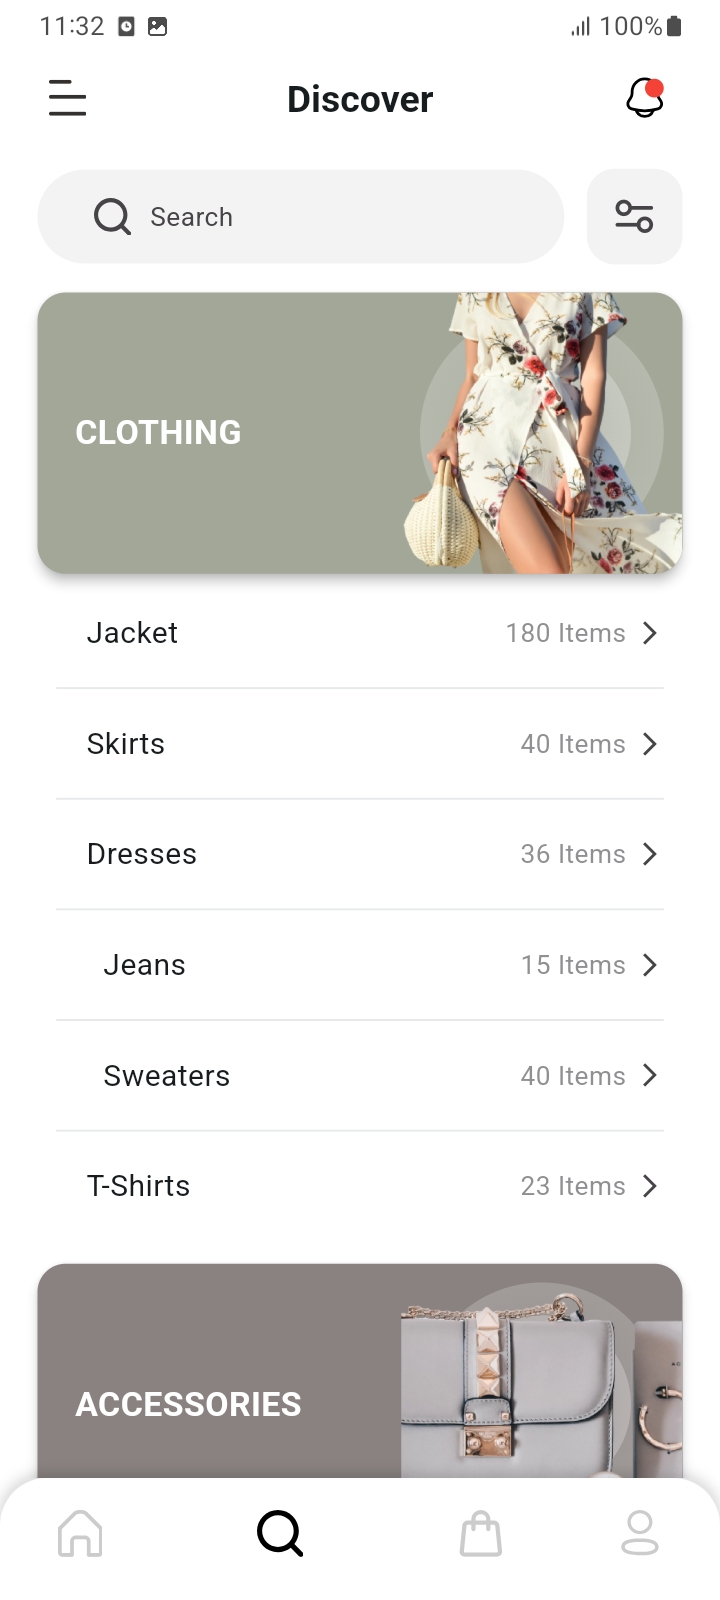 11:32 100%
Discover
Search
CLOTHING
Jacket 180 Items
Skirts 40 Items
Dresses 36 Items
Jeans 15 Items
Sweaters 40 Items
T-Shirts 23 Items
ACCESSORIES